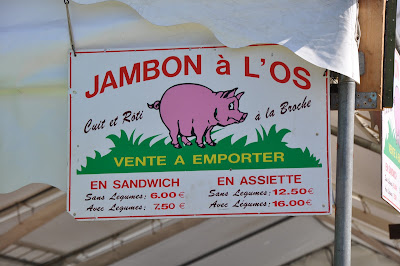 JAMBON à L'OS
Cuit et Rôti à la Broche
VENTE A EMPORTER
EN SANDWICH EN ASSIETTE
Sans Legumes: 6.00€ Sans Legumes: 12.50€
Avec Legumes: 7.50€ Avec Legumes: 16.00€